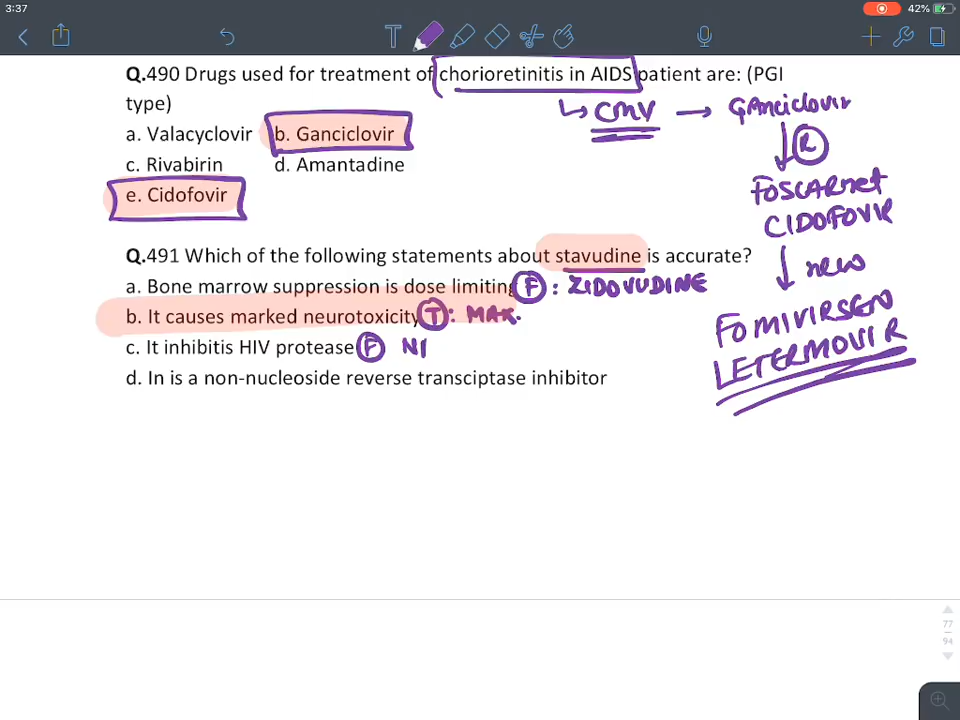 3:37
42%
T
Q.490 Drugs used for treatment of chorioretinitis in AIDS patient are: (PGI
type)
a. Valacyclovir b. Ganciclovir
c. Rivabirin d. Amantadine
e. Cidofovir
↳ CMV → GANciclovir
R
FOSCARnet
CIDOFOVIR
new
FOMIVIRSEN
LETERMOVIR
Q.491 Which of the following statements about stavudine is accurate?
a. Bone marrow suppression is dose limiting F : ZIDOVUDINE
b. It causes marked neurotoxicity T : MAX.
c. It inhibitis HIV protease F NI
d. In is a non-nucleoside reverse transciptase inhibitor
77
94